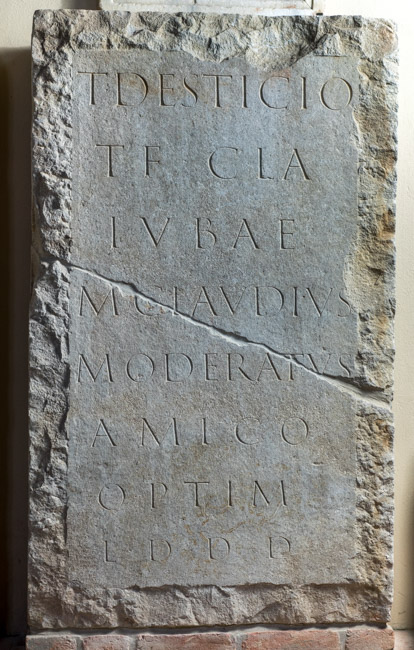 T DESTICIO
T F CLA
IVBAE
M CLAVDIVS
MODERATVS
AMICO
OPTIM
L D D D